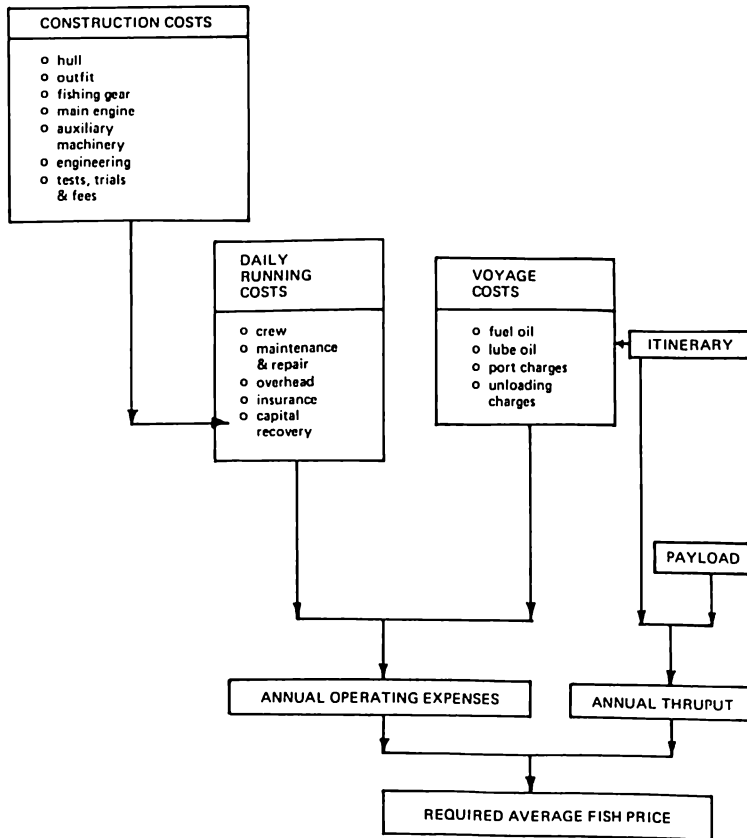 CONSTRUCTION COSTS
o hull
o outfit
o fishing gear
o main engine
o auxiliary
machinery
o engineering
o tests, trials
& fees
DAILY
RUNNING
COSTS
o crew
o maintenance
& repair
o overhead
o insurance
o capital
recovery
VOYAGE
COSTS
o fuel oil
o lube oil
o port charges
o unloading
charges
ITINERARY
PAYLOAD
ANNUAL OPERATING EXPENSES
ANNUAL THRUPUT
REQUIRED AVERAGE FISH PRICE